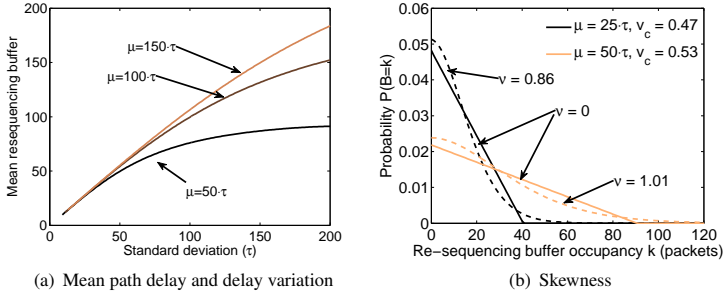 (a)
200
150
100
50
0
0
50
100
150
200
Mean resequencing buffer
Standard deviation (τ)
μ=150·τ
μ=100·τ
μ=50·τ
(a) Mean path delay and delay variation
(b)
0.06
0.05
0.04
0.03
0.02
0.01
0
0
20
40
60
80
100
120
Probability P(B=k)
Re−sequencing buffer occupancy k (packets)
μ = 25·τ, v_c = 0.47
μ = 50·τ, v_c = 0.53
ν = 0.86
ν = 0
ν = 1.01
(b) Skewness